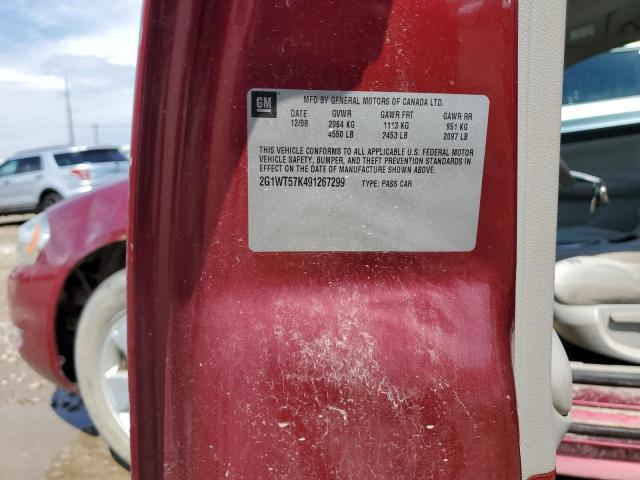 GM
MFD BY GENERAL MOTORS OF CANADA LTD.
DATE GVWR GAWR FRT GAWR RR
12/08 2064 KG 1113 KG 951 KG
4550 LB 2453 LB 2097 LB
THIS VEHICLE CONFORMS TO ALL APPLICABLE U.S. FEDERAL MOTOR
VEHICLE SAFETY, BUMPER, AND THEFT PREVENTION STANDARDS IN
EFFECT ON THE DATE OF MANUFACTURE SHOWN ABOVE.
2G1WT57K491267299 TYPE: PASS CAR